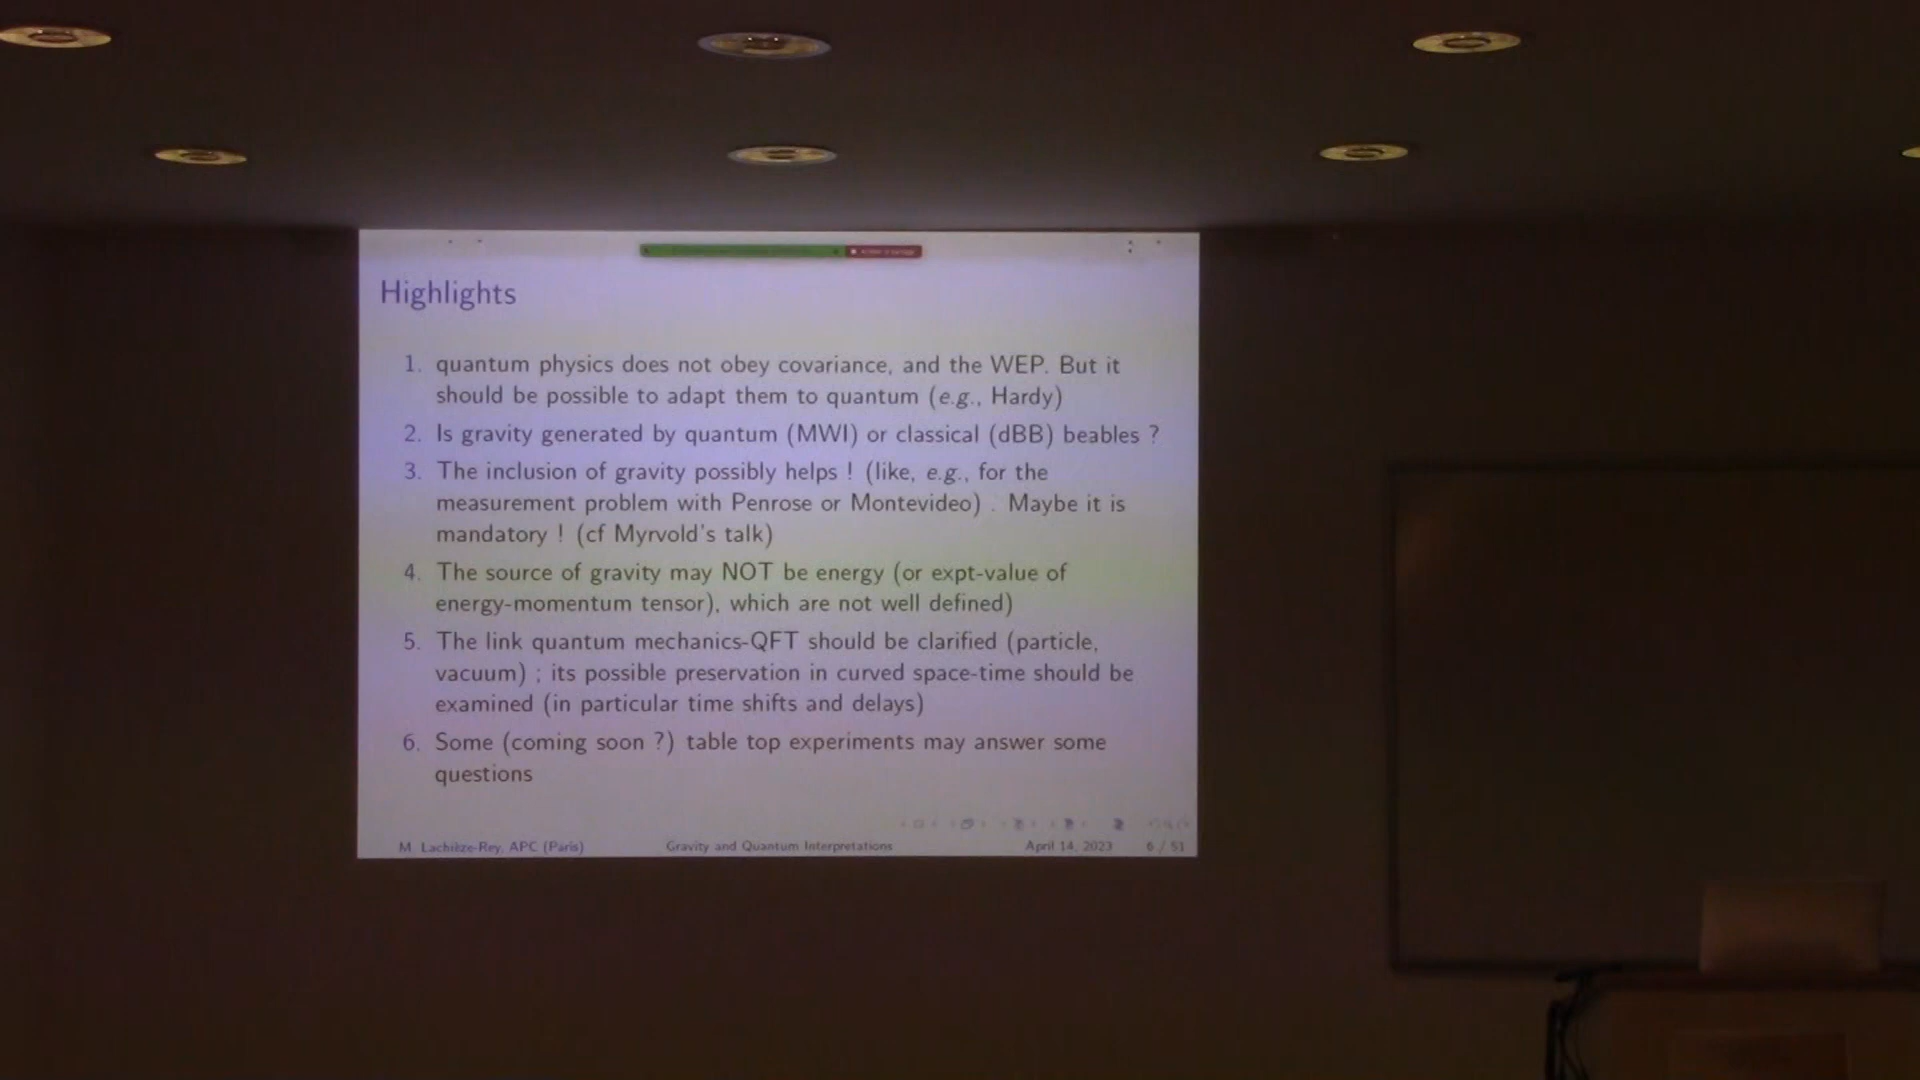 Highlights
1. quantum physics does not obey covariance, and the WEP. But it
should be possible to adapt them to quantum (e.g., Hardy)
2. Is gravity generated by quantum (MWI) or classical (dBB) beables ?
3. The inclusion of gravity possibly helps ! (like, e.g., for the
measurement problem with Penrose or Montevideo) . Maybe it is
mandatory ! (cf Myrvold's talk)
4. The source of gravity may NOT be energy (or expt-value of
energy-momentum tensor), which are not well defined)
5. The link quantum mechanics-QFT should be clarified (particle,
vacuum) ; its possible preservation in curved space-time should be
examined (in particular time shifts and delays)
6. Some (coming soon ?) table top experiments may answer some
questions
M. Lachièze-Rey, APC (Paris) Gravity and Quantum Interpretations April 14, 2023 6 / 51